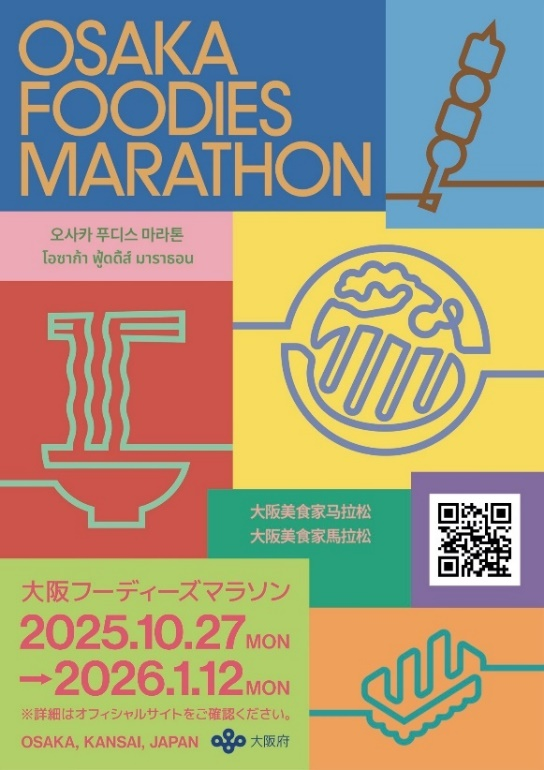 OSAKA
FOODIES
MARATHON
오사카 푸디스 마라톤
โอซาก้า ฟู้ดดี้ส์ มาราธอน
大阪美食家马拉松
大阪美食家馬拉松
大阪フーディーズマラソン
2025.10.27 MON
→2026.1.12 MON
※詳細はオフィシャルサイトをご確認ください。
OSAKA, KANSAI, JAPAN 大阪府